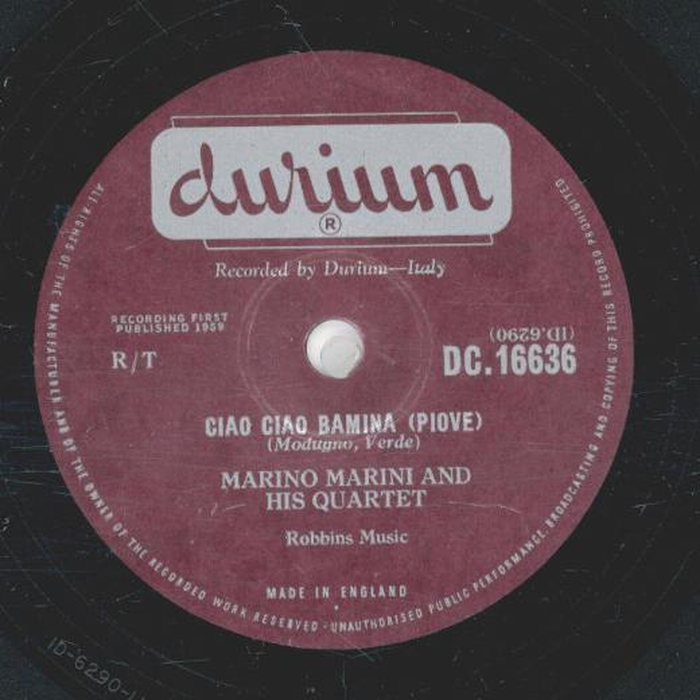 durium
®
Recorded by Durium—Italy
RECORDING FIRST
PUBLISHED 1959
R/T
(ID.6290)
DC.16636
CIAO CIAO BAMINA (PIOVE)
(Modugno, Verde)
MARINO MARINI AND
HIS QUARTET
Robbins Music
MADE IN ENGLAND
ALL RIGHTS OF THE MANUFACTURER AND OF THE OWNER OF THE RECORDED WORK RESERVED · UNAUTHORISED PUBLIC PERFORMANCE, BROADCASTING AND COPYING OF THIS RECORD PROHIBITED
ID-6290-1